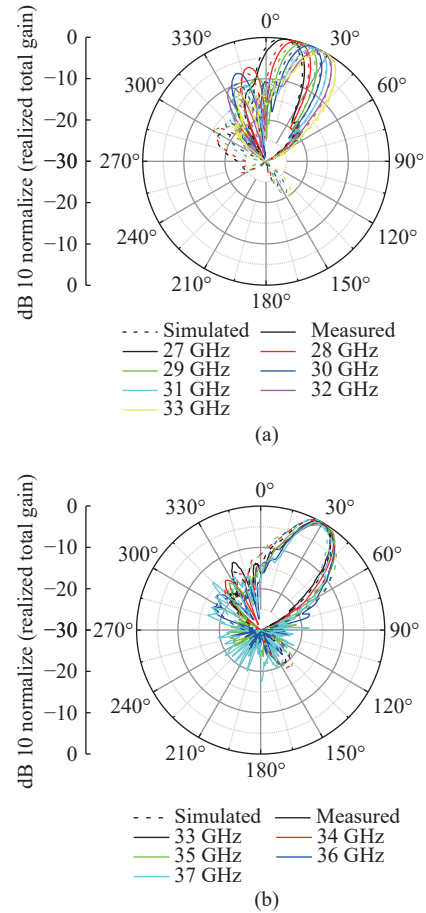 0°
330°
30°
300°
60°
270°
90°
240°
120°
210°
150°
180°
0
−10
−20
−30
−20
−10
0
dB 10 normalize (realized total gain)
Simulated
Measured
27 GHz
28 GHz
29 GHz
30 GHz
31 GHz
32 GHz
33 GHz
(a)
0°
330°
30°
300°
60°
270°
90°
240°
120°
210°
150°
180°
0
−10
−20
−30
−20
−10
0
dB 10 normalize (realized total gain)
Simulated
Measured
33 GHz
34 GHz
35 GHz
36 GHz
37 GHz
(b)